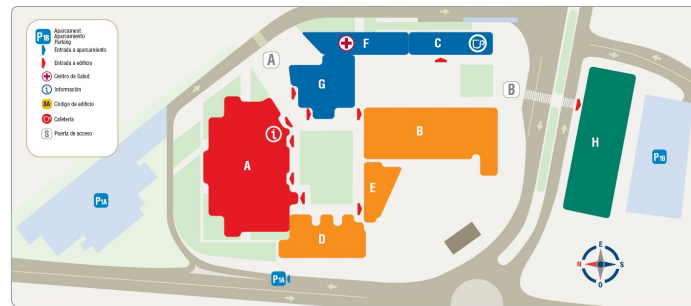 P1B Aparcament
Aparcamiento
Parking
Entrada a aparcamiento
Entrada a edificio
Centro de Salud
i Información
3A Código de edificio
Cafetería
S Puerta de acceso
F
C
A
G
B
B
i
A
H
E
P1B
P1A
D
P1A
E
N
S
O